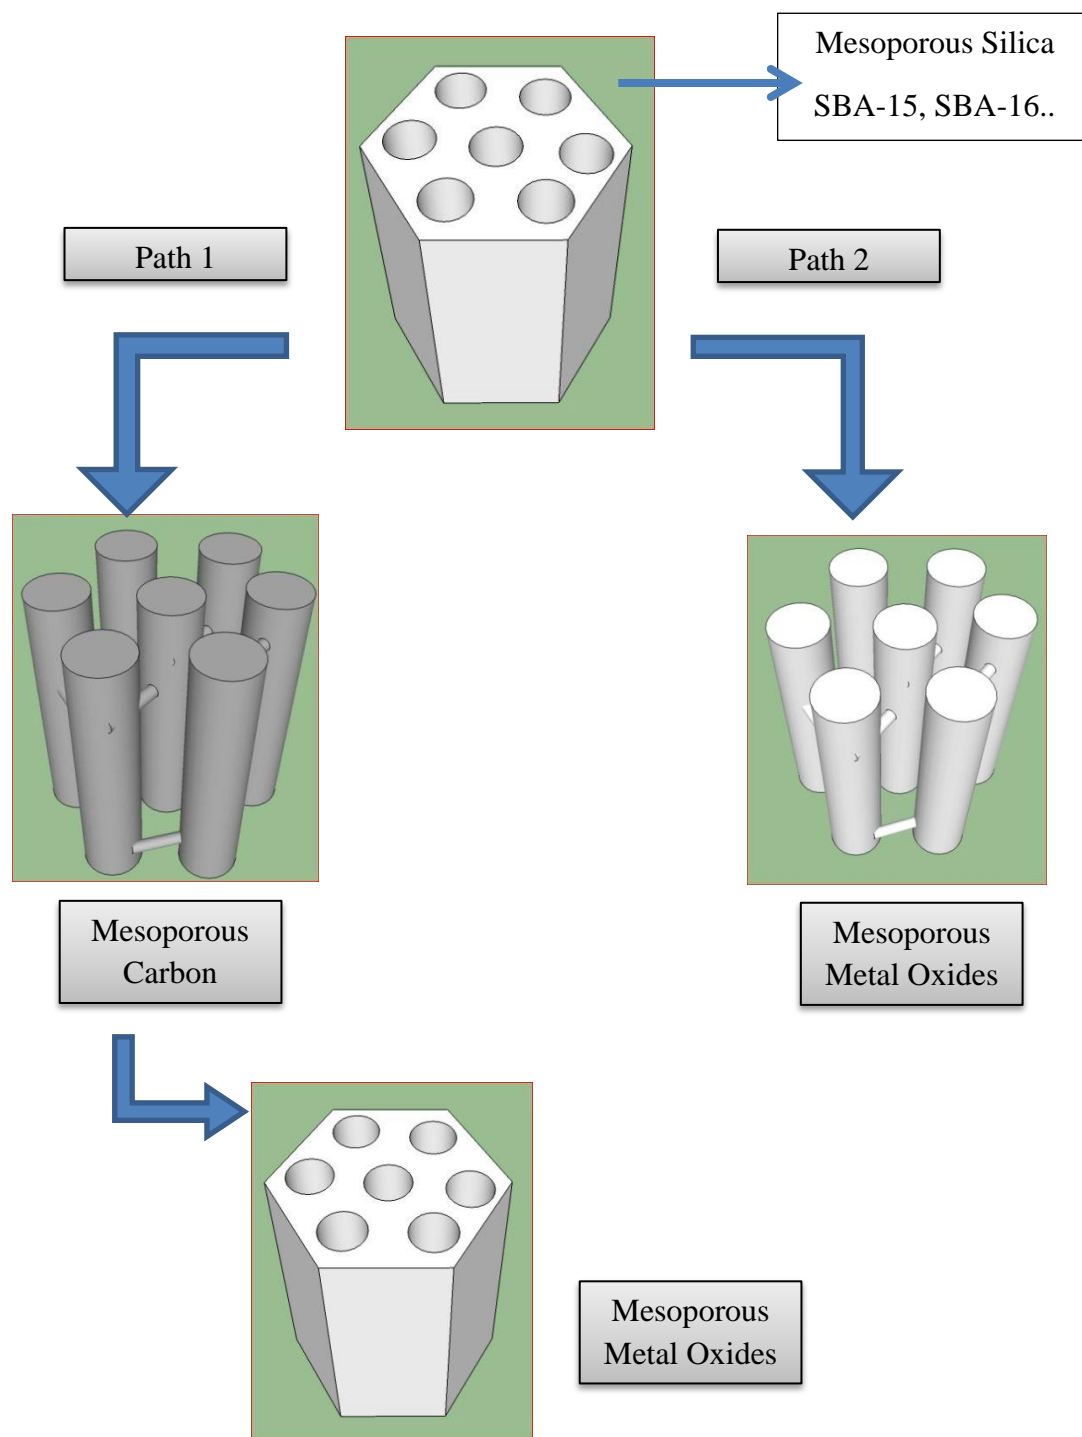 Mesoporous Silica
SBA-15, SBA-16..
Path 1
Path 2
Mesoporous
Carbon
Mesoporous
Metal Oxides
Mesoporous
Metal Oxides